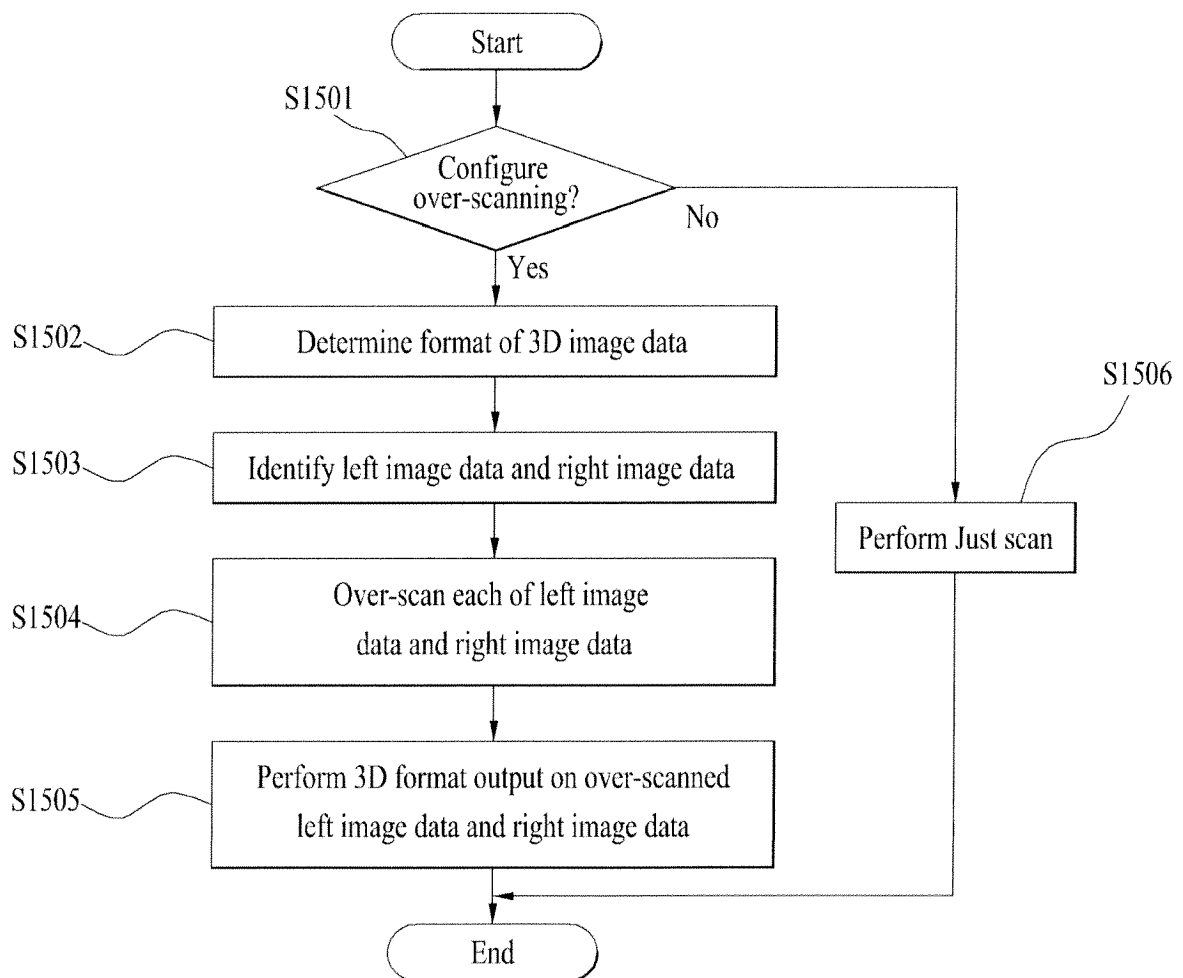 Start
S1501
Configure
over-scanning?
No
Yes
S1502
Determine format of 3D image data
S1506
S1503
Identify left image data and right image data
Perform Just scan
S1504
Over-scan each of left image
data and right image data
S1505
Perform 3D format output on over-scanned
left image data and right image data
End